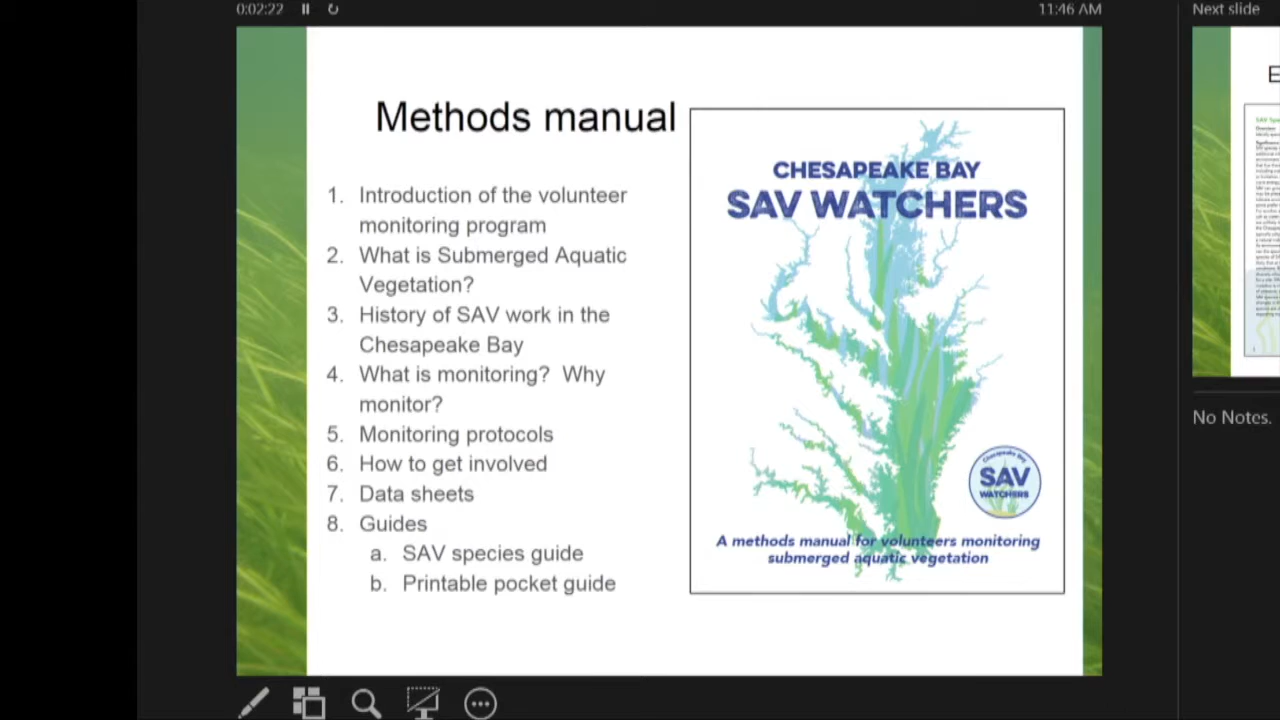 0:02:22
11:46 AM
Next slide
Methods manual
1. Introduction of the volunteer
monitoring program
2. What is Submerged Aquatic
Vegetation?
3. History of SAV work in the
Chesapeake Bay
4. What is monitoring? Why
monitor?
5. Monitoring protocols
6. How to get involved
7. Data sheets
8. Guides
a. SAV species guide
b. Printable pocket guide
CHESAPEAKE BAY
SAV WATCHERS
Chesapeake Bay
SAV
WATCHERS
A methods manual for volunteers monitoring
submerged aquatic vegetation
No Notes.